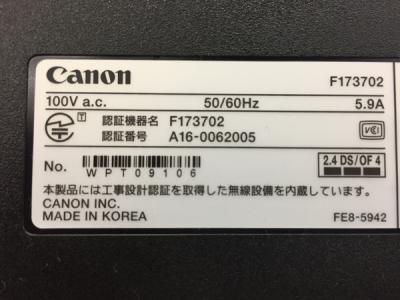 Canon F173702
100V a.c. 50/60Hz 5.9A
T 認証機器名 F173702
認証番号 A16-0062005
VCI
No. WPT09106 2.4 DS/OF 4
本製品には工事設計認証を取得した無線設備を内蔵しています。
CANON INC.
MADE IN KOREA FE8-5942